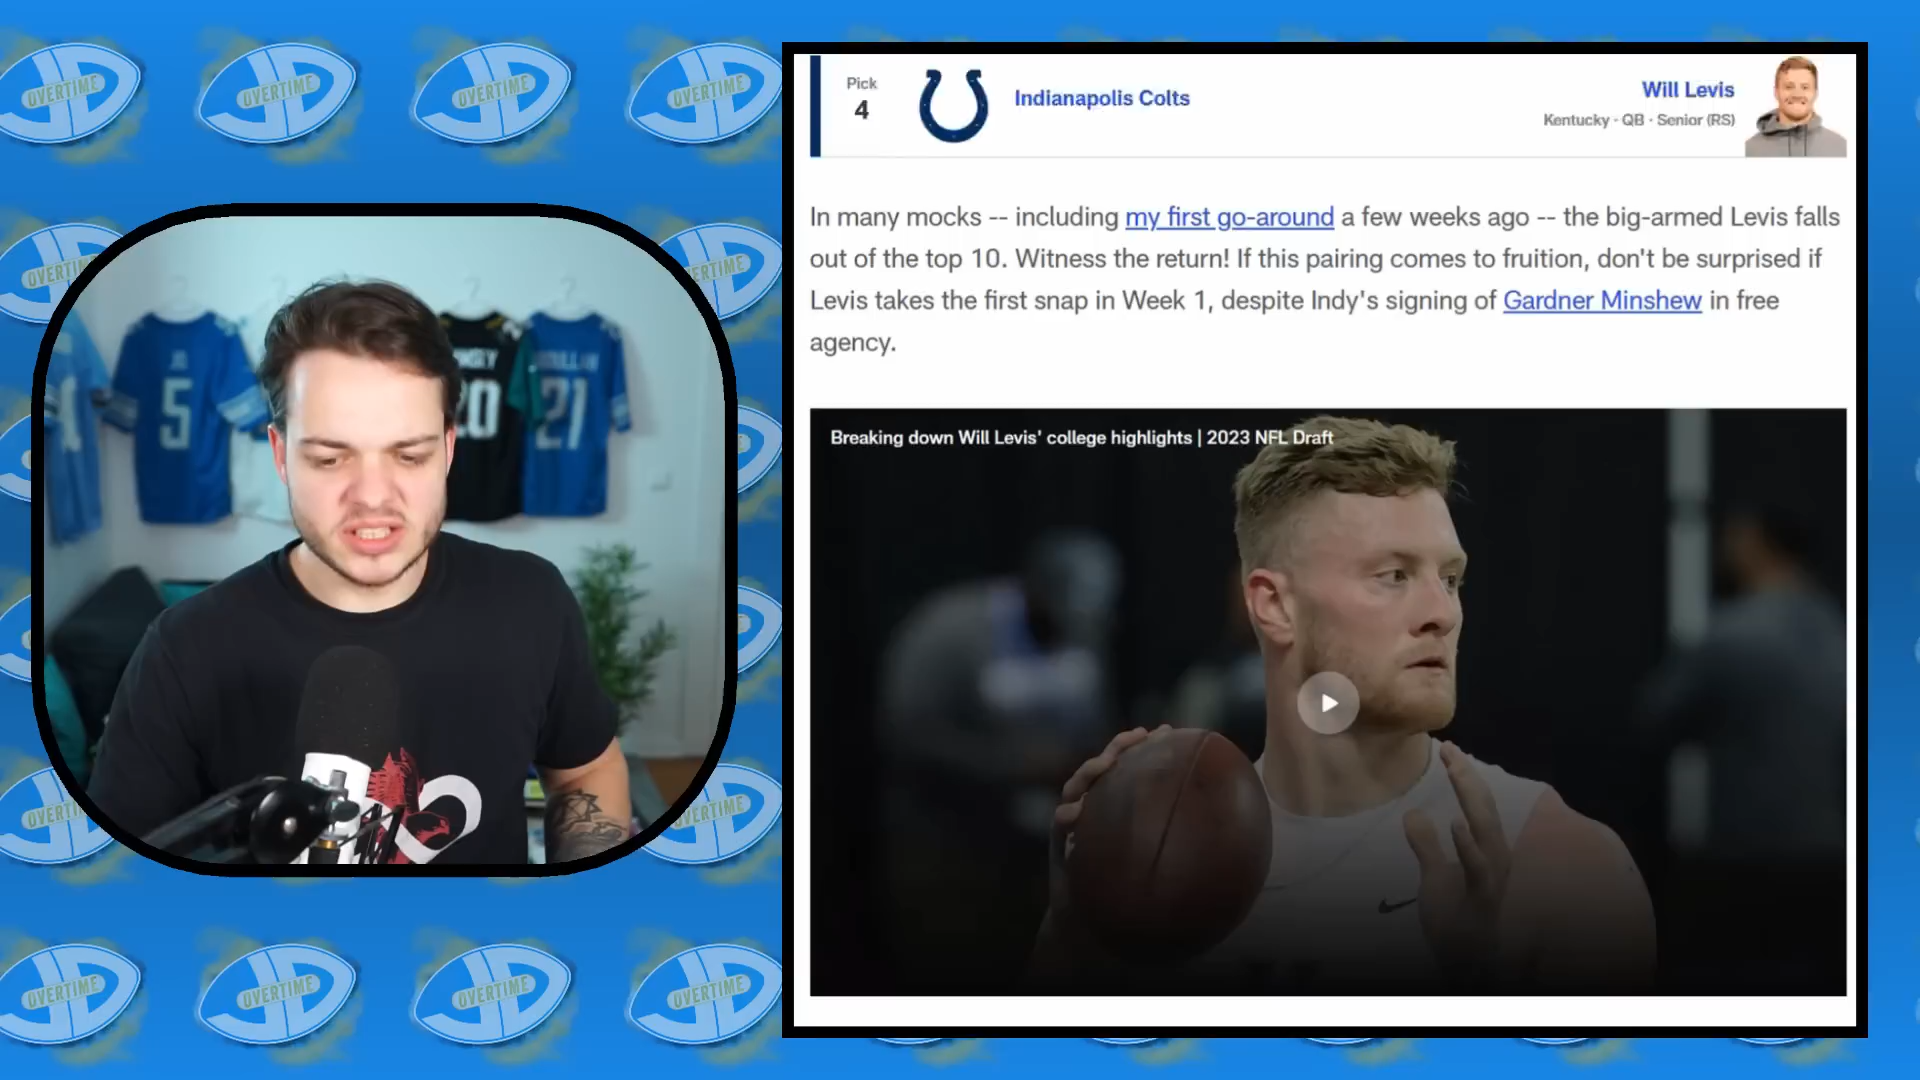 Pick
4
Indianapolis Colts
Will Levis
Kentucky - QB - Senior (RS)
In many mocks -- including my first go-around a few weeks ago -- the big-armed Levis falls
out of the top 10. Witness the return! If this pairing comes to fruition, don't be surprised if
Levis takes the first snap in Week 1, despite Indy's signing of Gardner Minshew in free
agency.
Breaking down Will Levis' college highlights | 2023 NFL Draft
JD
5
20
21
OVERTIME
OVERTIME
OVERTIME
OVERTIME
OVERTIME
OVERTIME
OVERTIME
OVERTIME